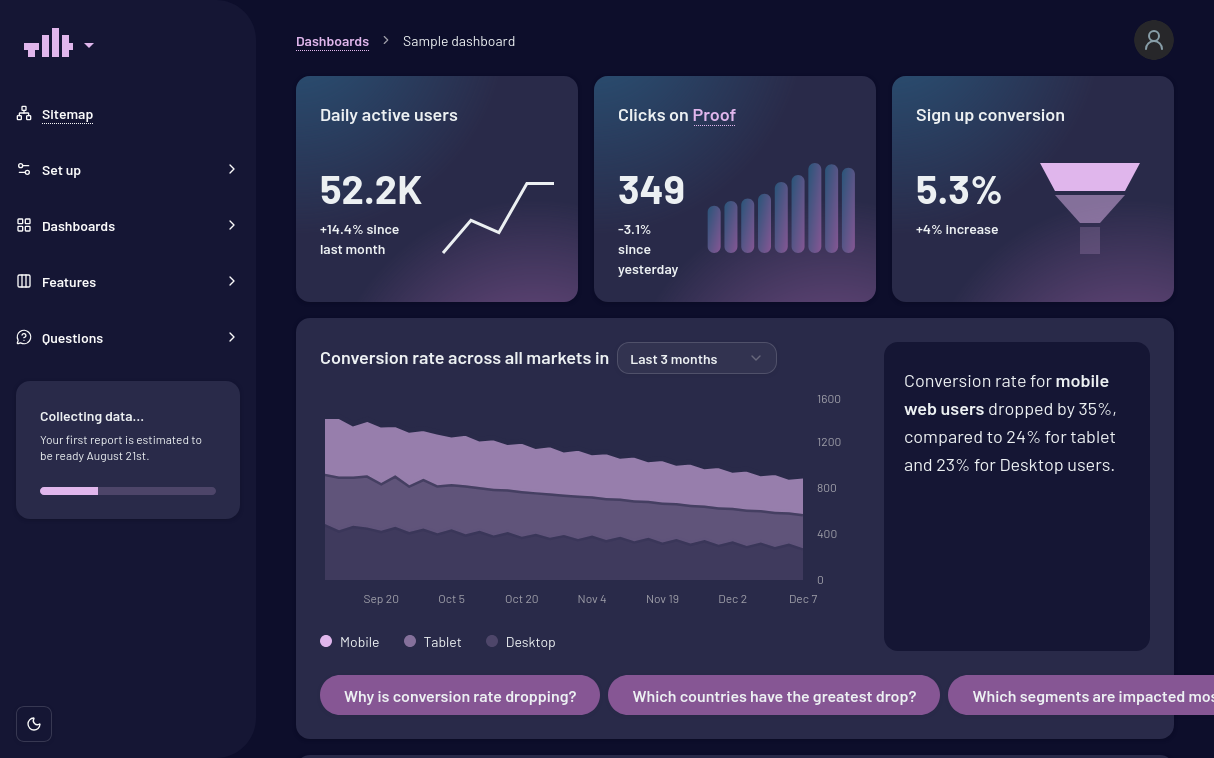 Dashboards
Sample dashboard
Sitemap
Set up
Dashboards
Features
Questions
Collecting data...
Your first report is estimated to
be ready August 21st.
Daily active users
52.2K
+14.4% since
last month
Clicks on Proof
349
-3.1%
since
yesterday
Sign up conversion
5.3%
+4% increase
Conversion rate across all markets in
Last 3 months
1600
1200
800
400
0
Sep 20
Oct 5
Oct 20
Nov 4
Nov 19
Dec 2
Dec 7
Mobile
Tablet
Desktop
Conversion rate for mobile
web users dropped by 35%,
compared to 24% for tablet
and 23% for Desktop users.
Why is conversion rate dropping?
Which countries have the greatest drop?
Which segments are impacted